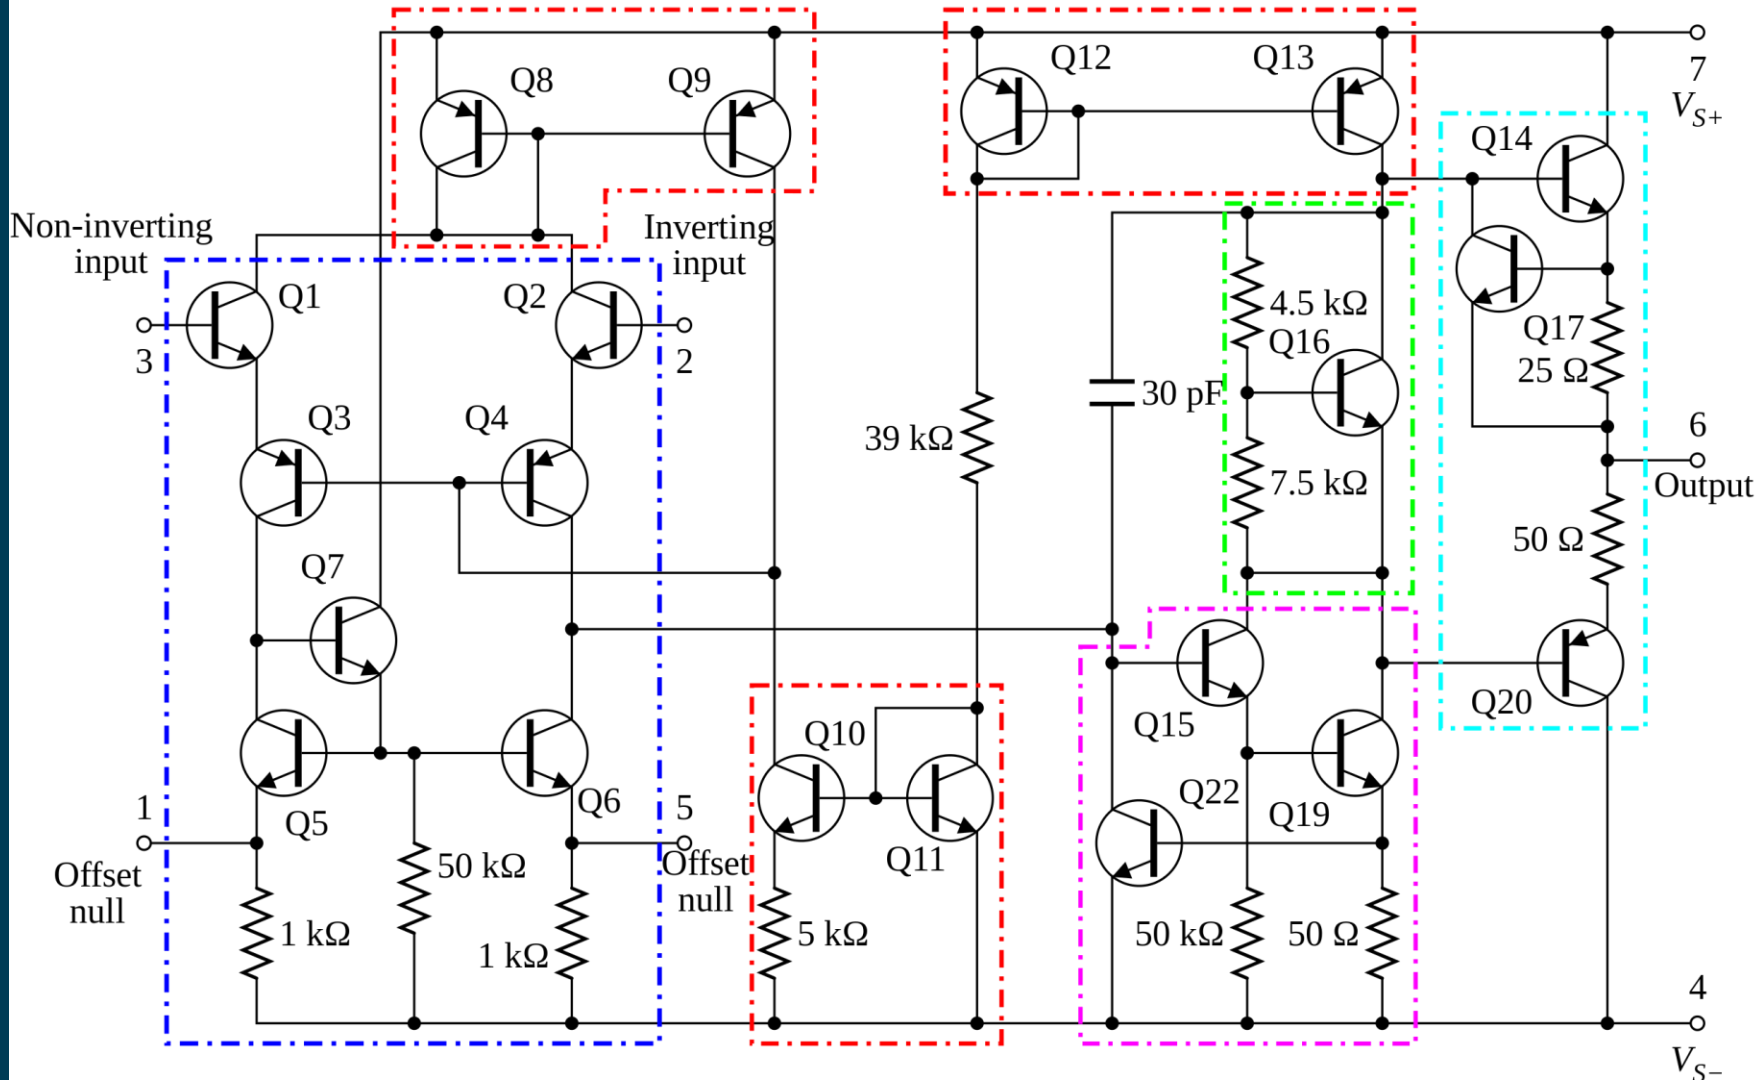 Q12
Q13
Q8
Q9
7
V_S+
Q14
Non-inverting
input
Inverting
input
Q1
Q2
4.5 kΩ
Q16
Q17
25 Ω
3
2
30 pF
Q3
Q4
39 kΩ
6
7.5 kΩ
Output
50 Ω
Q7
Q20
Q15
Q10
Q22
Q19
1
Q5
Q6
5
Q11
Offset
null
50 kΩ
Offset
null
1 kΩ
1 kΩ
5 kΩ
50 kΩ
50 Ω
4
V_S−